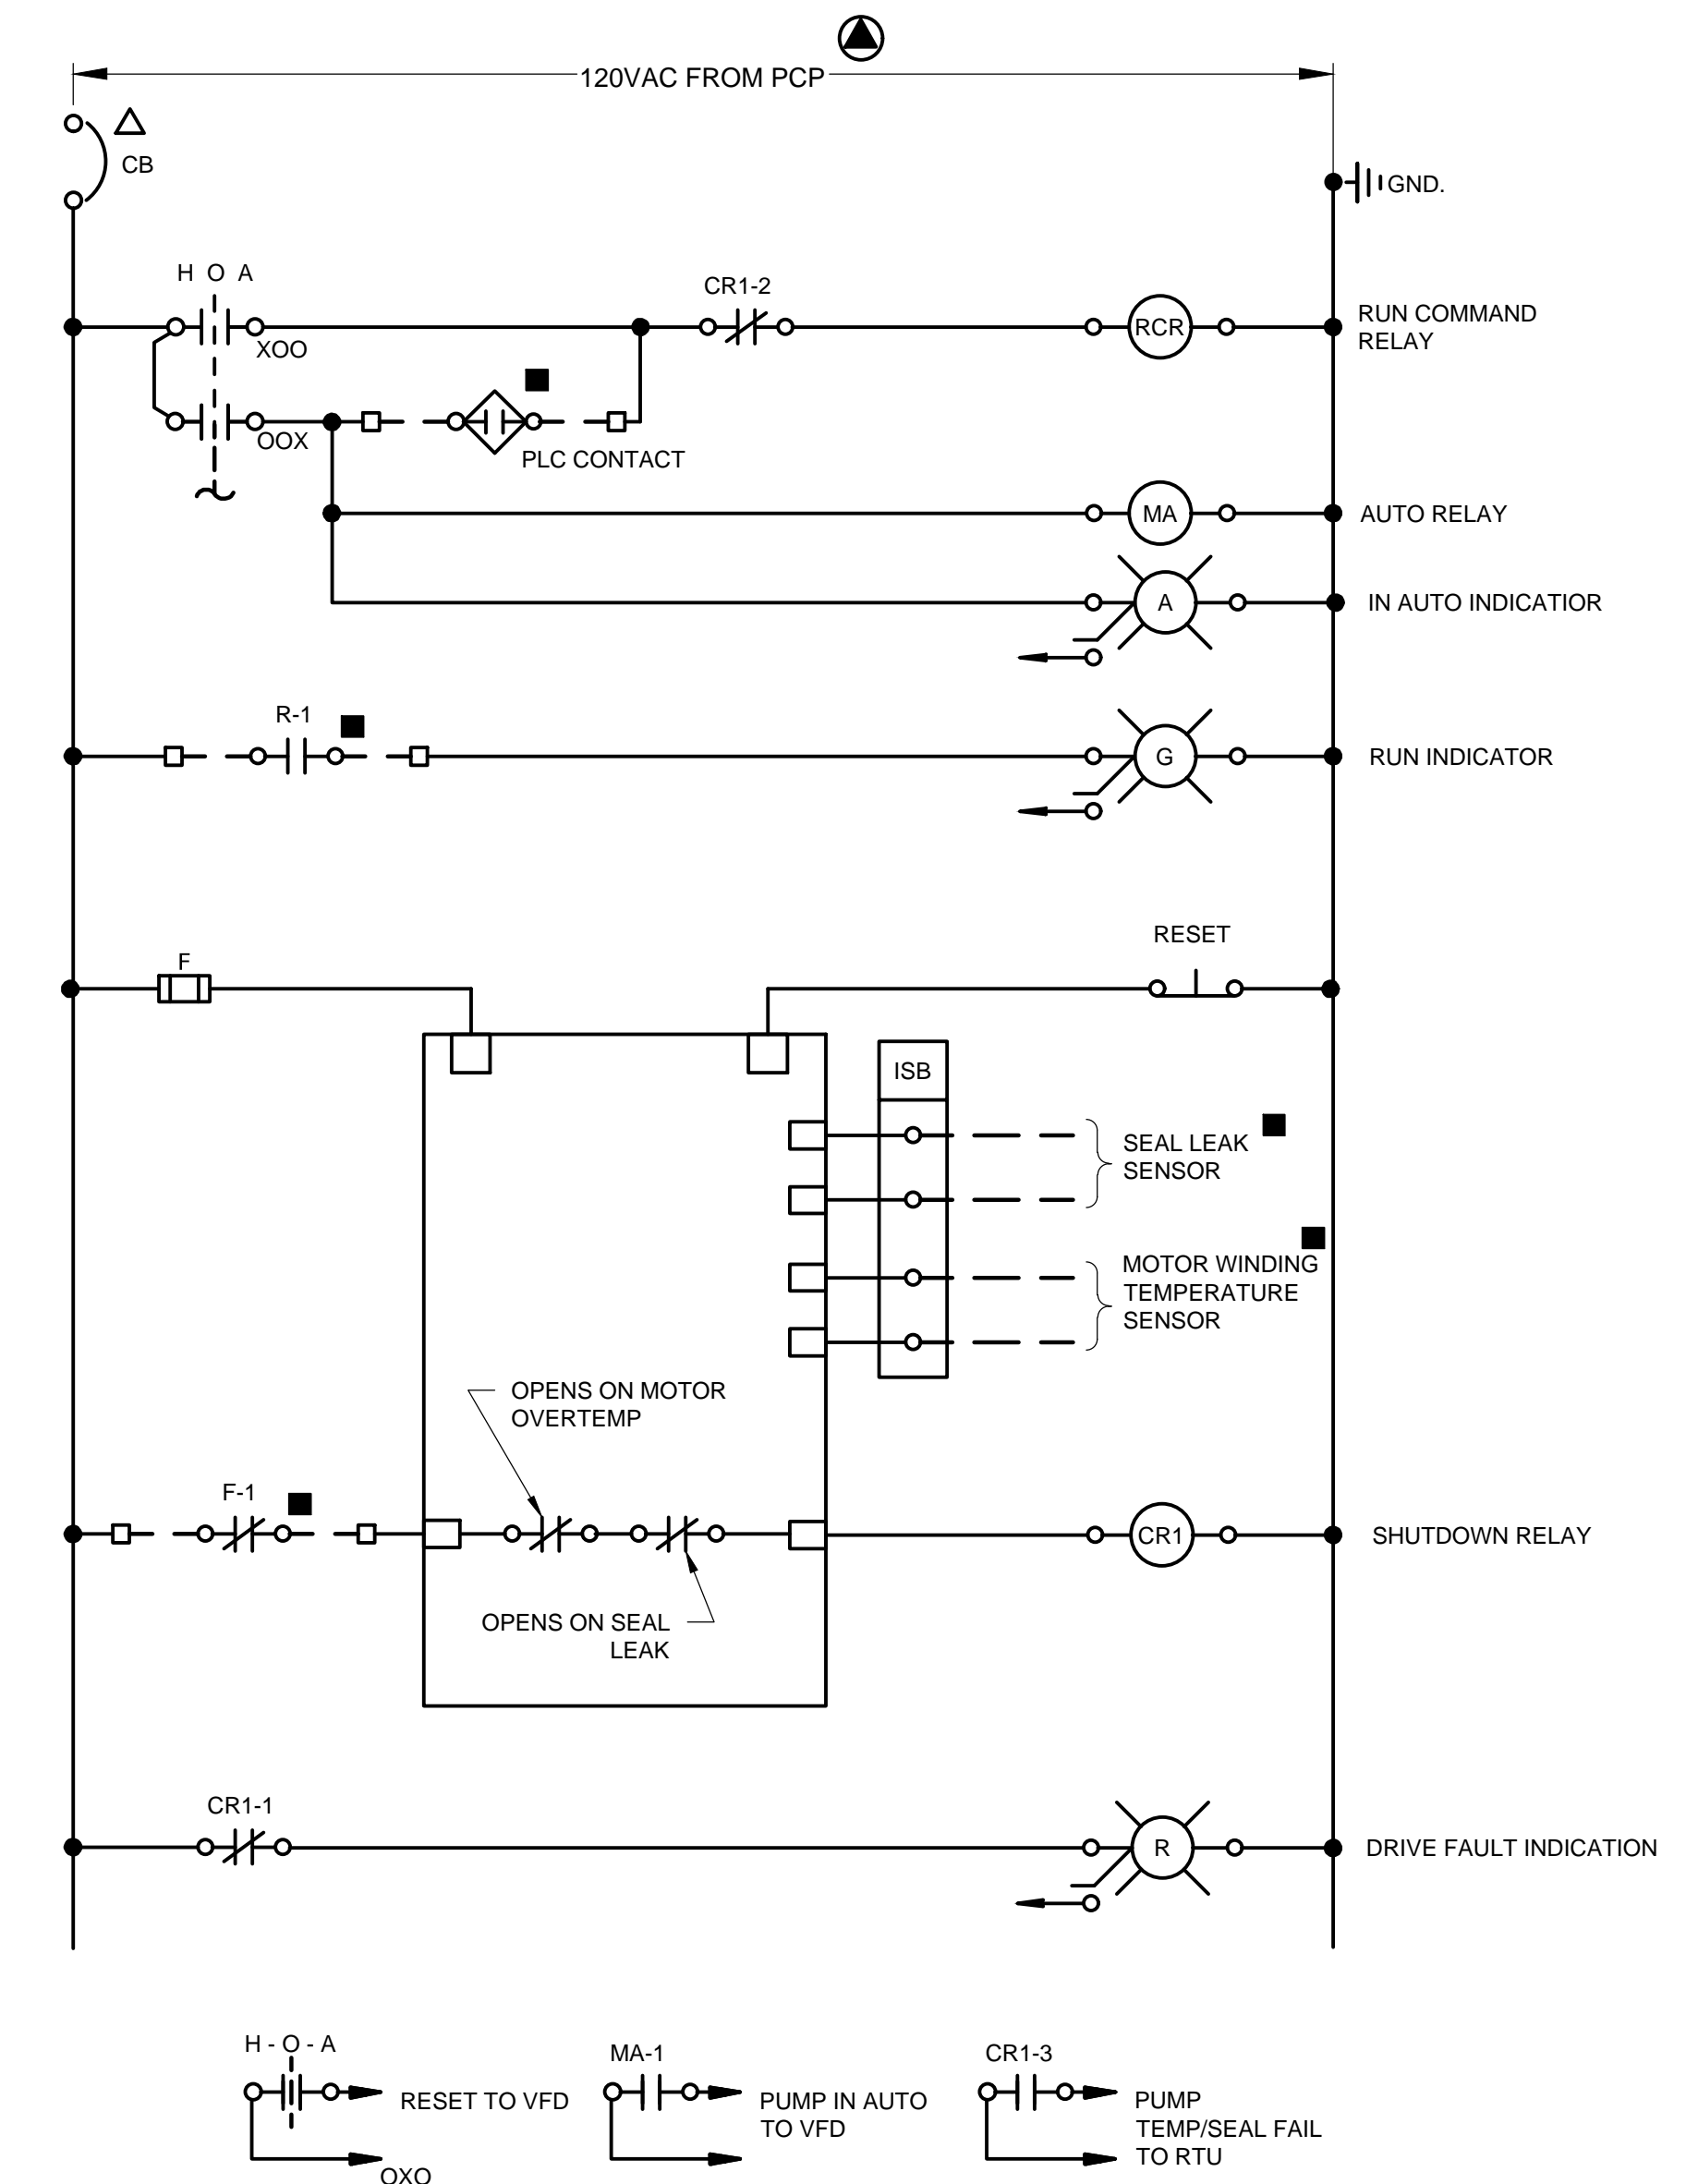 120VAC FROM PCP
CB
GND.
H O A
CR1-2
XOO
RCR
RUN COMMAND
RELAY
OOX
PLC CONTACT
MA
AUTO RELAY
A
IN AUTO INDICATIOR
R-1
G
RUN INDICATOR
RESET
F
ISB
SEAL LEAK
SENSOR
MOTOR WINDING
TEMPERATURE
SENSOR
OPENS ON MOTOR
OVERTEMP
F-1
CR1
SHUTDOWN RELAY
OPENS ON SEAL
LEAK
CR1-1
R
DRIVE FAULT INDICATION
H - O - A
RESET TO VFD
OXO
MA-1
PUMP IN AUTO
TO VFD
CR1-3
PUMP
TEMP/SEAL FAIL
TO RTU